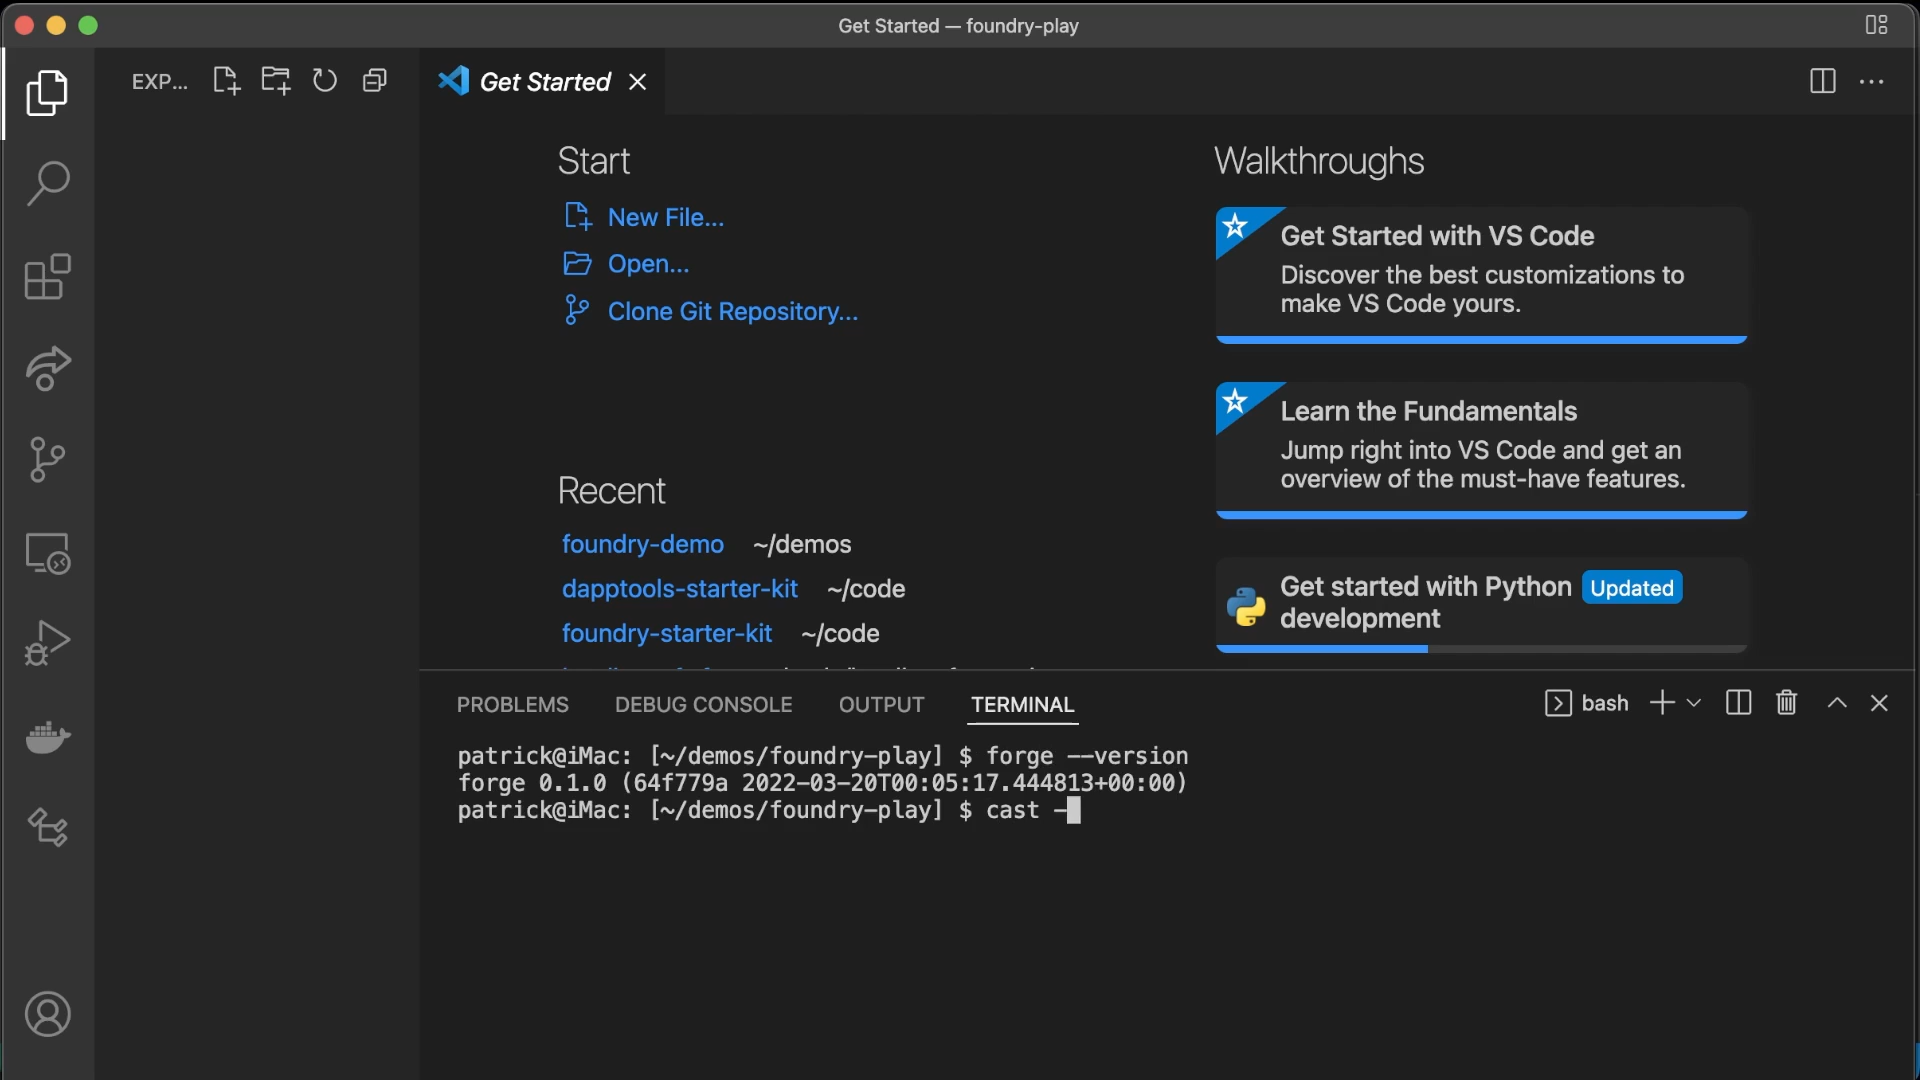 Get Started — foundry-play
EXP...
Get Started
Start
New File...
Open...
Clone Git Repository...
Recent
foundry-demo ~/demos
dapptools-starter-kit ~/code
foundry-starter-kit ~/code
Walkthroughs
Get Started with VS Code
Discover the best customizations to
make VS Code yours.
Learn the Fundamentals
Jump right into VS Code and get an
overview of the must-have features.
Get started with Python Updated
development
PROBLEMS DEBUG CONSOLE OUTPUT TERMINAL
bash
patrick@iMac: [~/demos/foundry-play] $ forge --version
forge 0.1.0 (64f779a 2022-03-20T00:05:17.444813+00:00)
patrick@iMac: [~/demos/foundry-play] $ cast -